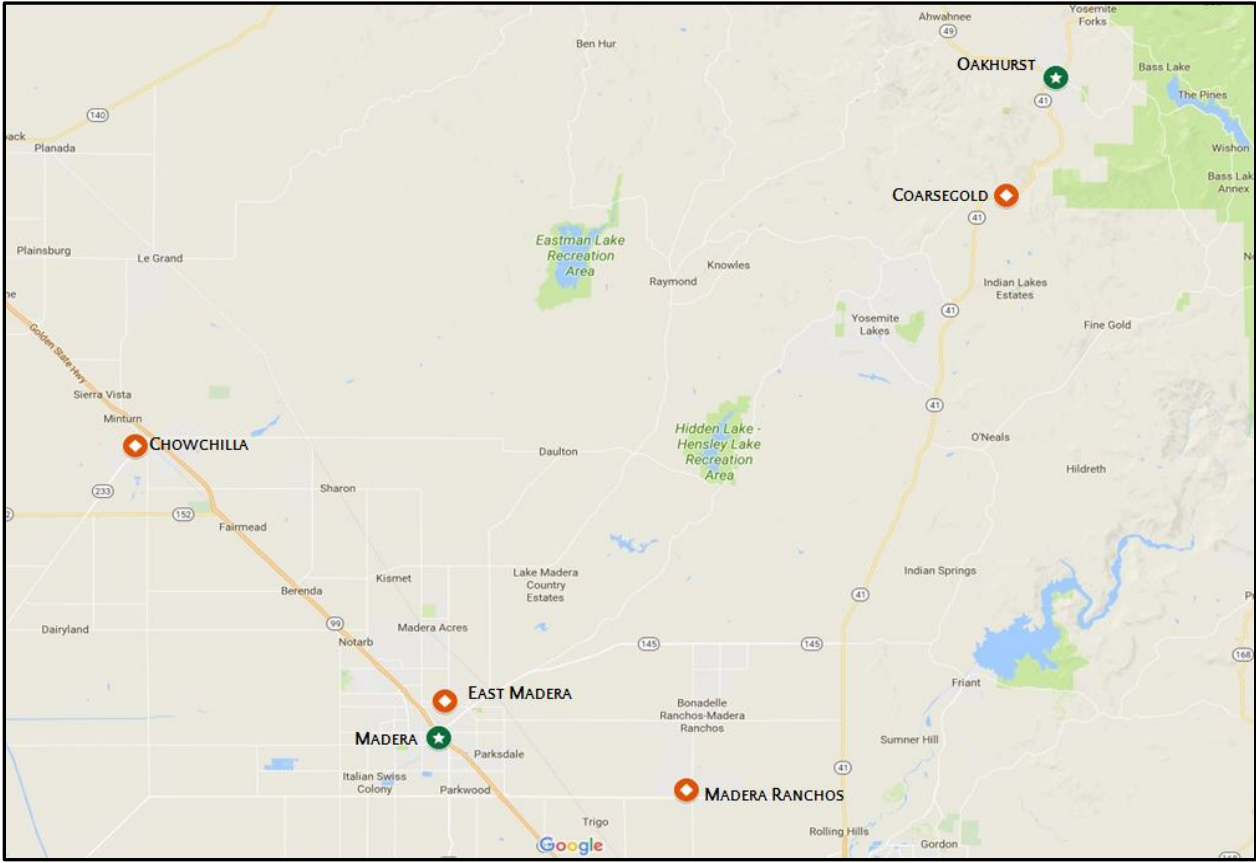 Ahwahnee
Yosemite
Forks
49
Ben Hur
OAKHURST
Bass Lake
41
The Pines
140
Planada
Wishon
Bass Lak
Annex
COARSEGOLD
41
Plainsburg
Le Grand
Eastman Lake
Recreation
Area
Knowles
Raymond
Indian Lakes
Estates
41
Yosemite
Lakes
Fine Gold
Golden State Hwy
Sierra Vista
Minturn
41
CHOWCHILLA
Hidden Lake -
Hensley Lake
Recreation
Area
O'Neals
Daulton
Hildreth
Sharon
233
152
Fairmead
Indian Springs
Lake Madera
Country
Estates
Kismet
Berenda
41
99
Madera Acres
Dairyland
Notarb
145
145
168
Friant
EAST MADERA
Bonadelle
Ranchos-Madera
Ranchos
MADERA
Sumner Hill
Parksdale
41
Italian Swiss
Colony
Parkwood
MADERA RANCHOS
Trigo
Rolling Hills
Google
Gordon